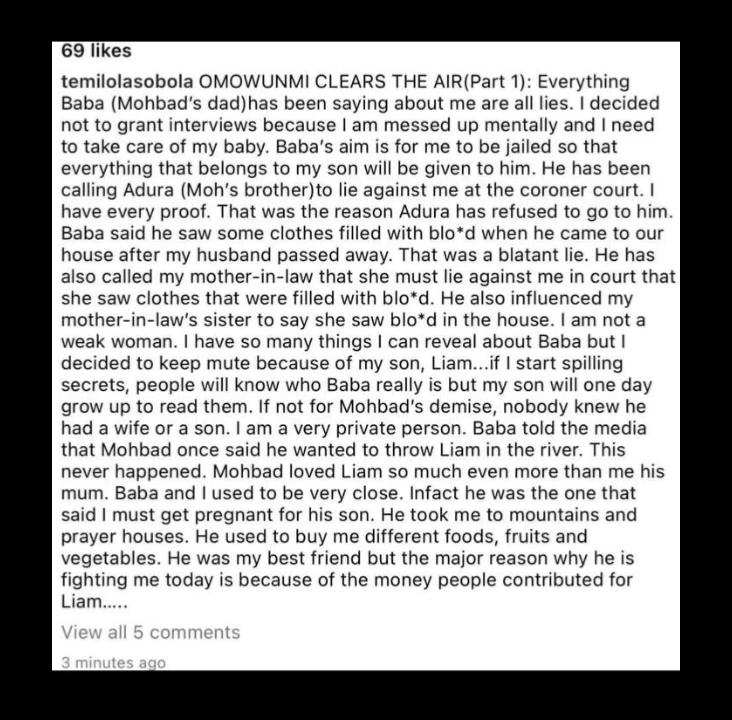 69 likes
temilolasobola OMOWUNMI CLEARS THE AIR(Part 1): Everything
Baba (Mohbad's dad)has been saying about me are all lies. I decided
not to grant interviews because I am messed up mentally and I need
to take care of my baby. Baba's aim is for me to be jailed so that
everything that belongs to my son will be given to him. He has been
calling Adura (Moh's brother)to lie against me at the coroner court. I
have every proof. That was the reason Adura has refused to go to him.
Baba said he saw some clothes filled with blo*d when he came to our
house after my husband passed away. That was a blatant lie. He has
also called my mother-in-law that she must lie against me in court that
she saw clothes that were filled with blo*d. He also influenced my
mother-in-law's sister to say she saw blo*d in the house. I am not a
weak woman. I have so many things I can reveal about Baba but I
decided to keep mute because of my son, Liam...if I start spilling
secrets, people will know who Baba really is but my son will one day
grow up to read them. If not for Mohbad's demise, nobody knew he
had a wife or a son. I am a very private person. Baba told the media
that Mohbad once said he wanted to throw Liam in the river. This
never happened. Mohbad loved Liam so much even more than me his
mum. Baba and I used to be very close. Infact he was the one that
said I must get pregnant for his son. He took me to mountains and
prayer houses. He used to buy me different foods, fruits and
vegetables. He was my best friend but the major reason why he is
fighting me today is because of the money people contributed for
Liam.....
View all 5 comments
3 minutes ago